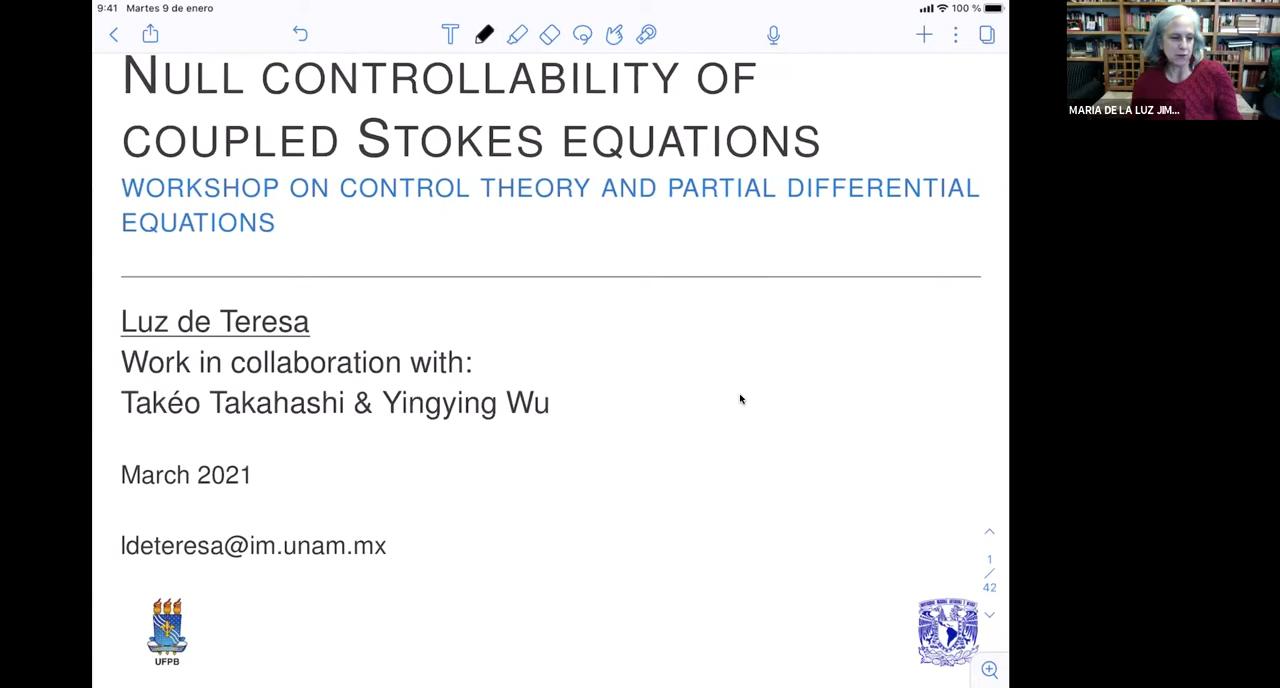 9:41 Martes 9 de enero
100 %
NULL CONTROLLABILITY OF
COUPLED STOKES EQUATIONS
WORKSHOP ON CONTROL THEORY AND PARTIAL DIFFERENTIAL
EQUATIONS
Luz de Teresa
Work in collaboration with:
Takéo Takahashi & Yingying Wu
March 2021
ldeteresa@im.unam.mx
1
/
42
UFPB
MARIA DE LA LUZ JIM...